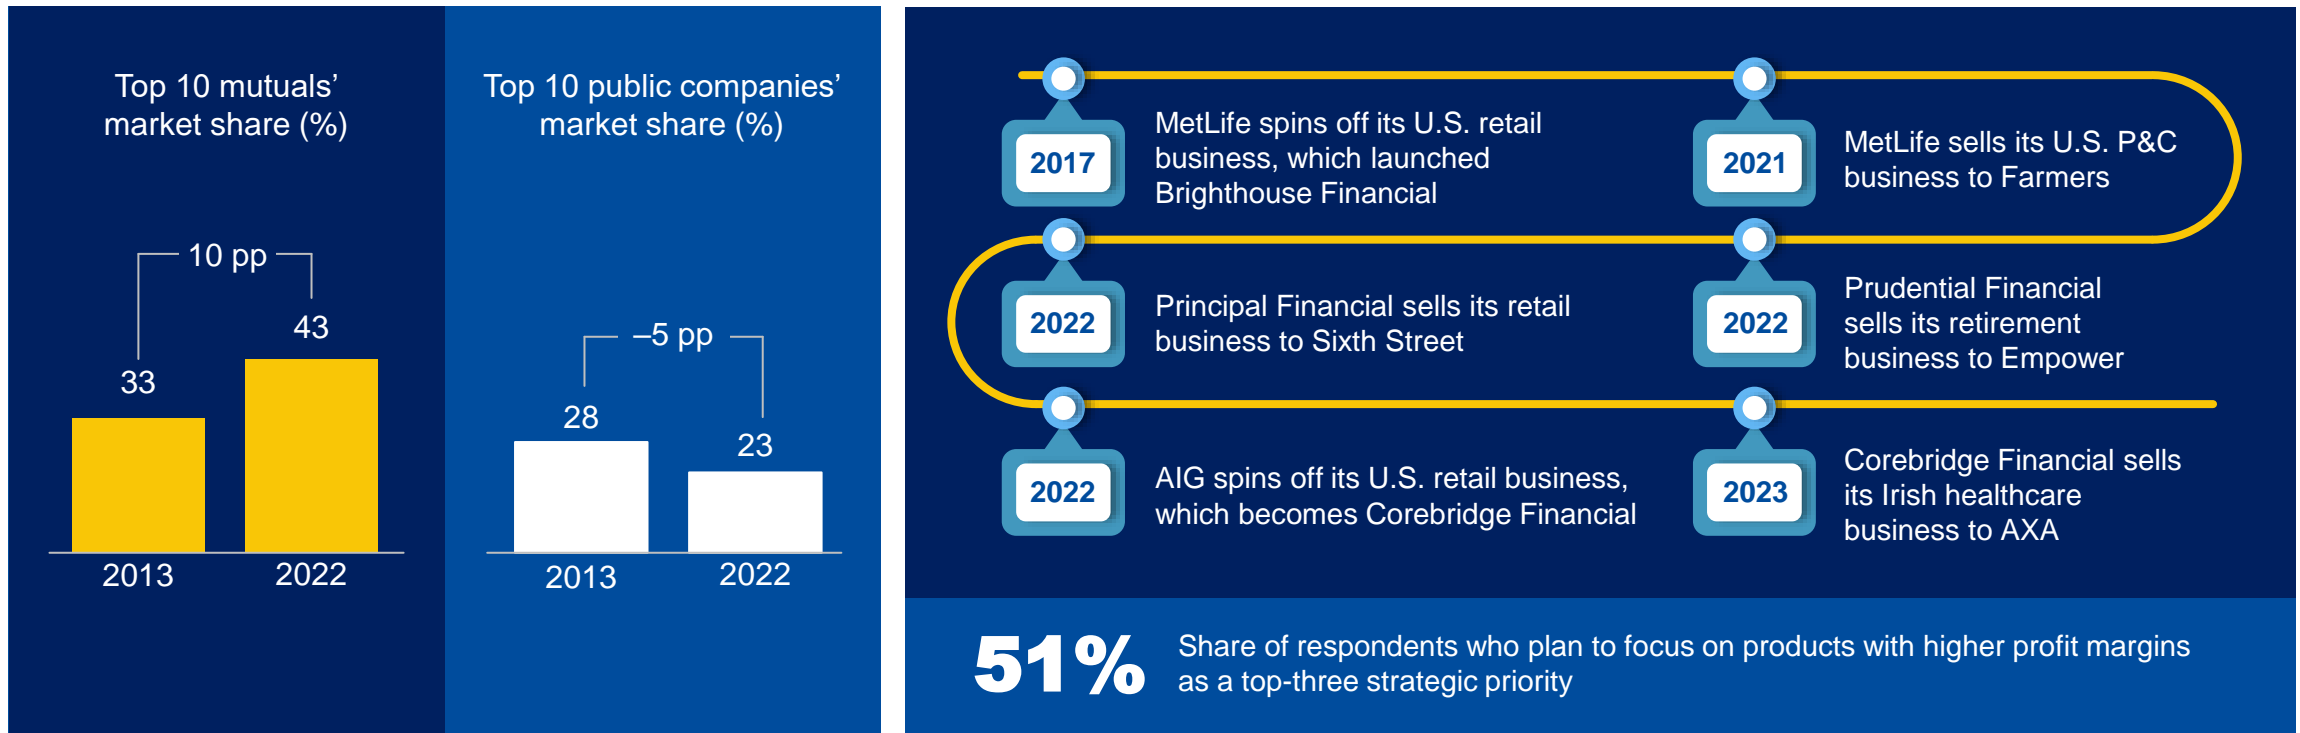 Top 10 mutuals’
market share (%)
10 pp
33
43
2013
2022
Top 10 public companies’
market share (%)
–5 pp
28
23
2013
2022
2017
MetLife spins off its U.S. retail
business, which launched
Brighthouse Financial
2021
MetLife sells its U.S. P&C
business to Farmers
2022
Principal Financial sells its retail
business to Sixth Street
2022
Prudential Financial
sells its retirement
business to Empower
2022
AIG spins off its U.S. retail business,
which becomes Corebridge Financial
2023
Corebridge Financial sells
its Irish healthcare
business to AXA
51%
Share of respondents who plan to focus on products with higher profit margins
as a top-three strategic priority